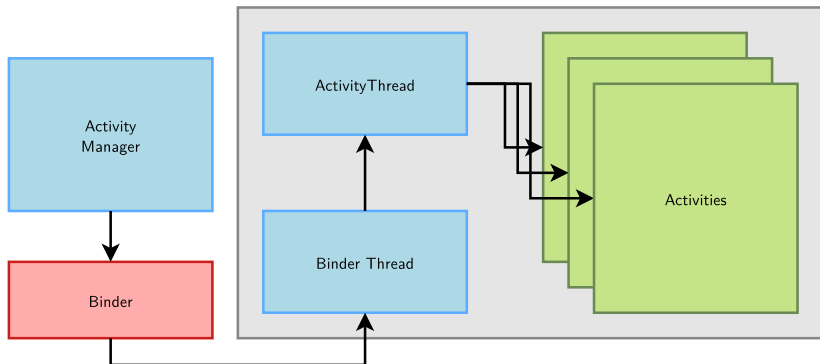 ActivityThread
Activity
Manager
Activities
Binder Thread
Binder